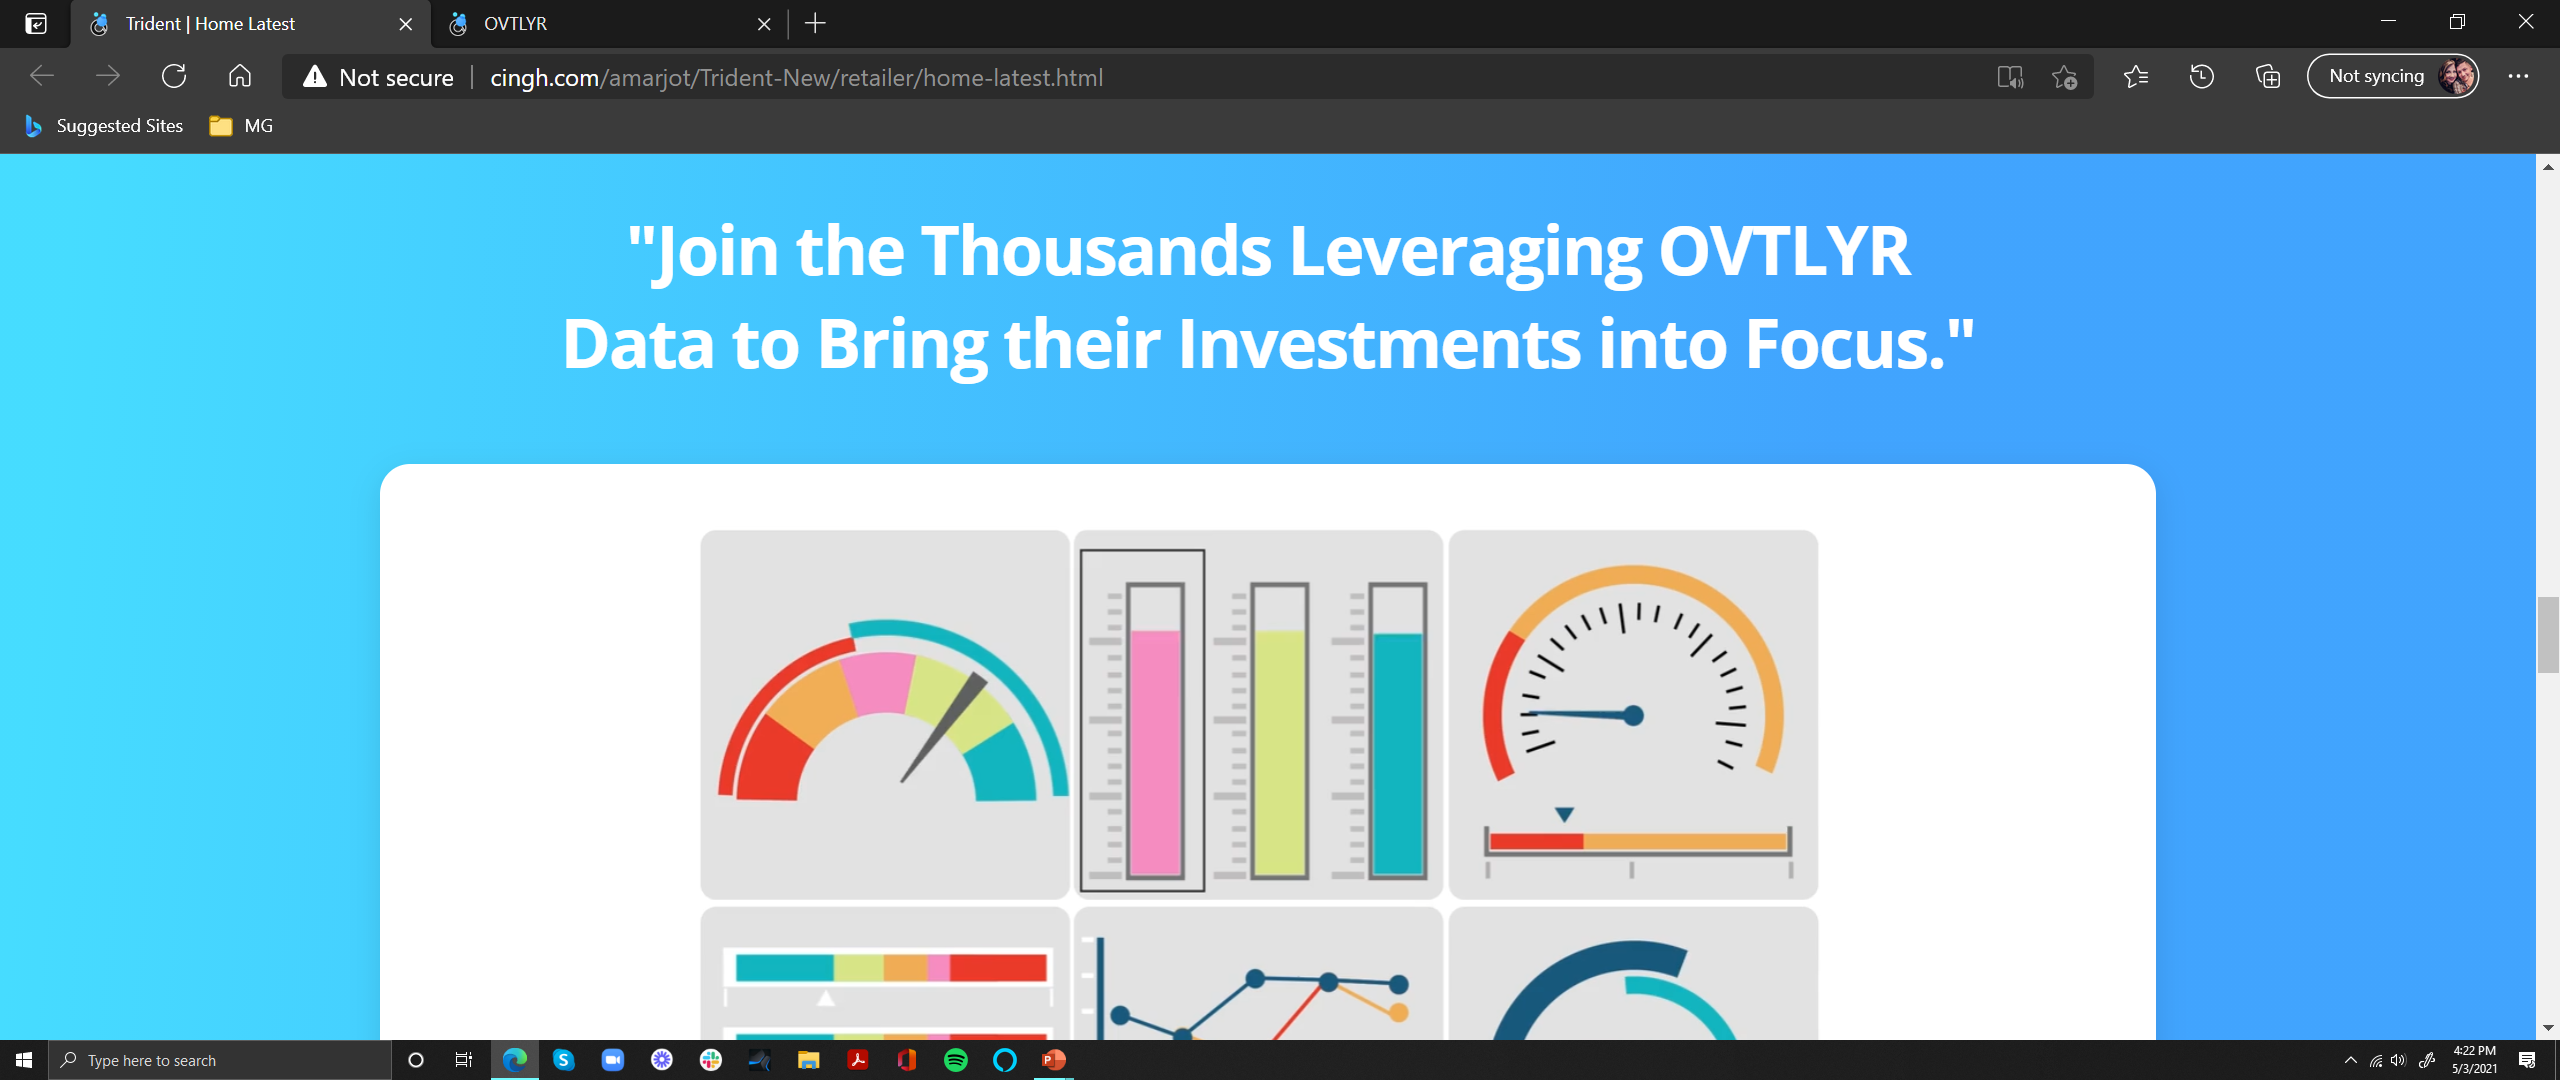 Trident | Home Latest
OVTLYR
Not secure
cingh.com/amarjot/Trident-New/retailer/home-latest.html
Not syncing
Suggested Sites
MG
"Join the Thousands Leveraging OVTLYR
Data to Bring their Investments into Focus."
Type here to search
4:22 PM
5/3/2021